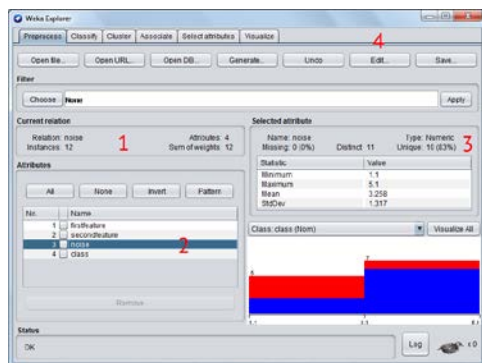 Weka Explorer
Preprocess Classify Cluster Associate Select attributes Visualize
4
Open file... Open URL... Open DB... Generate... Undo Edit... Save...
Filter
Choose None Apply
Current relation
Relation: noise Attributes: 4
Instances: 12 Sum of weights: 12
1
Selected attribute
Name: noise Type: Numeric
Missing: 0 (0%) Distinct: 11 Unique: 10 (83%)
3
Statistic Value
Minimum 1.1
Maximum 5.1
Mean 3.258
StdDev 1.317
Attributes
All None Invert Pattern
No. Name
1 firstfeature
2 secondfeature
3 noise
4 class
2
Remove
Class: class (Nom) Visualize All
7
Status
OK
Log x 0